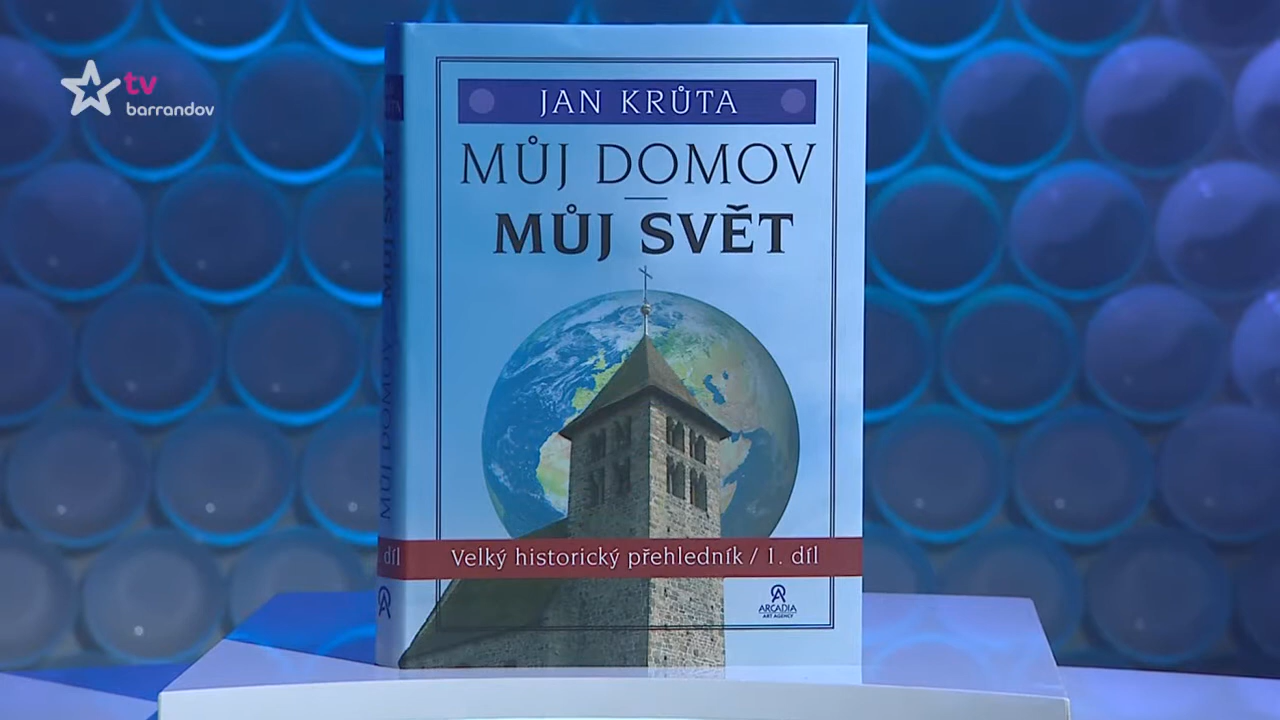 tv
barrandov
JAN KRŮTA
MŮJ DOMOV
MŮJ SVĚT
MŮJ DOMOV – MŮJ SVĚT
Velký historický přehledník / I. díl
díl
ARCADIA
ART AGENCY